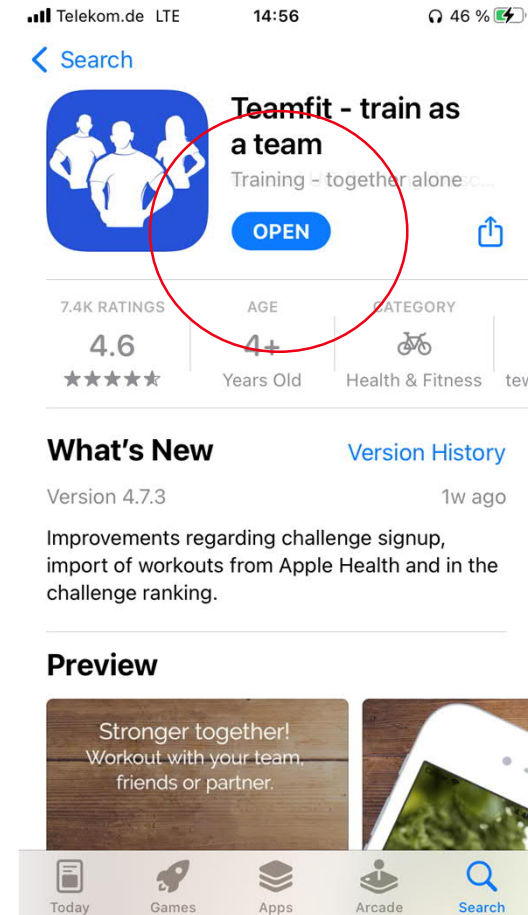 Telekom.de LTE 14:56 46 %
Search
Teamfit - train as
a team
Training - together alone
OPEN
7.4K RATINGS AGE CATEGORY
4.6 4+
Years Old Health & Fitness tew
What's New Version History
Version 4.7.3 1w ago
Improvements regarding challenge signup,
import of workouts from Apple Health and in the
challenge ranking.
Preview
Stronger together!
Workout with your team,
friends or partner.
Today Games Apps Arcade Search